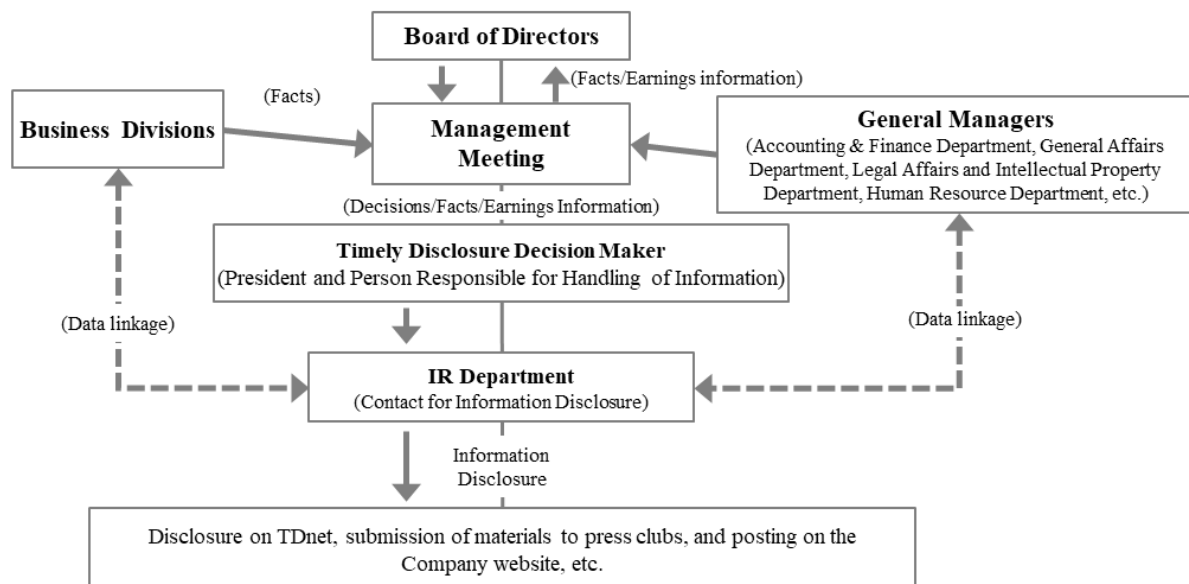 Board of Directors
(Facts/Earnings information)
(Facts)
Business Divisions
Management
Meeting
General Managers
(Accounting & Finance Department, General Affairs
Department, Legal Affairs and Intellectual Property
Department, Human Resource Department, etc.)
(Decisions/Facts/Earnings Information)
Timely Disclosure Decision Maker
(President and Person Responsible for Handling of Information)
(Data linkage)
(Data linkage)
IR Department
(Contact for Information Disclosure)
Information
Disclosure
Disclosure on TDnet, submission of materials to press clubs, and posting on the
Company website, etc.